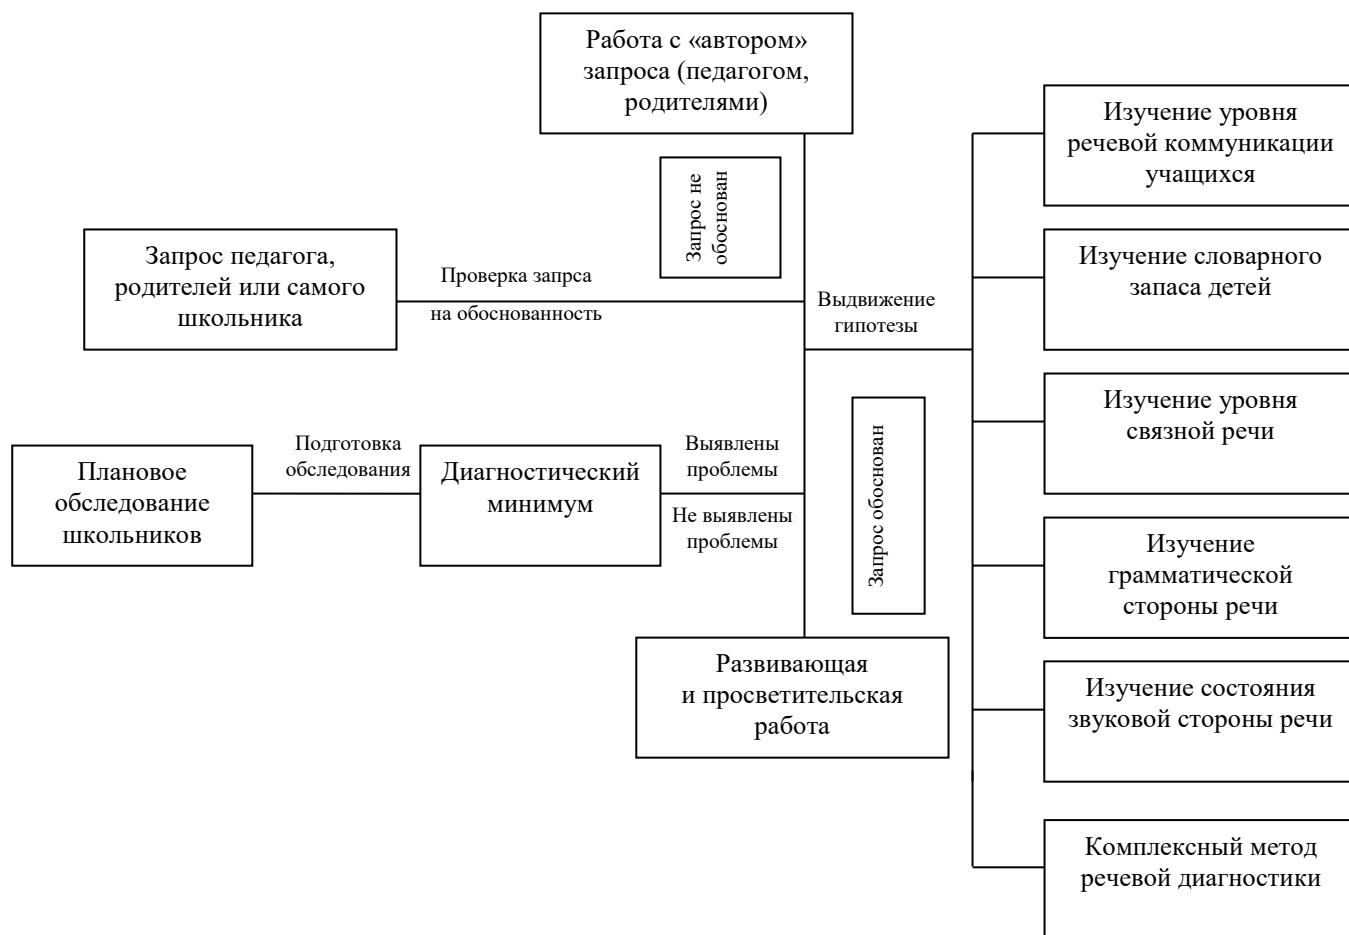 Работа с «автором»
запроса (педагогом,
родителями)
Запрос не
обоснован
Запрос педагога,
родителей или самого
школьника
Проверка запрса
на обоснованность
Выдвижение
гипотезы
Плановое
обследование
школьников
Подготовка
обследования
Диагностический
минимум
Выявлены
проблемы
Не выявлены
проблемы
Запрос обоснован
Развивающая
и просветительская
работа
Изучение уровня
речевой коммуникации
учащихся
Изучение словарного
запаса детей
Изучение уровня
связной речи
Изучение
грамматической
стороны речи
Изучение состояния
звуковой стороны речи
Комплексный метод
речевой диагностики